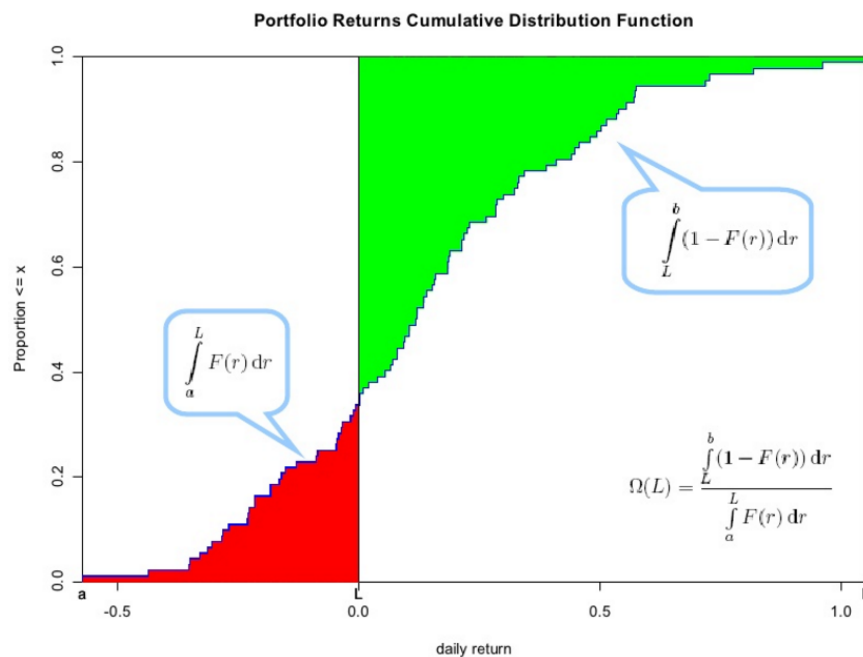 Portfolio Returns Cumulative Distribution Function
Proportion <= x
1.0
0.8
0.6
0.4
0.2
0.0
b
∫(1 − F(r)) dr
L
L
∫ F(r) dr
a
Ω(L) = b∫L(1 − F(r)) dr / L∫a F(r) dr
a
L
-0.5
0.0
0.5
1.0
daily return